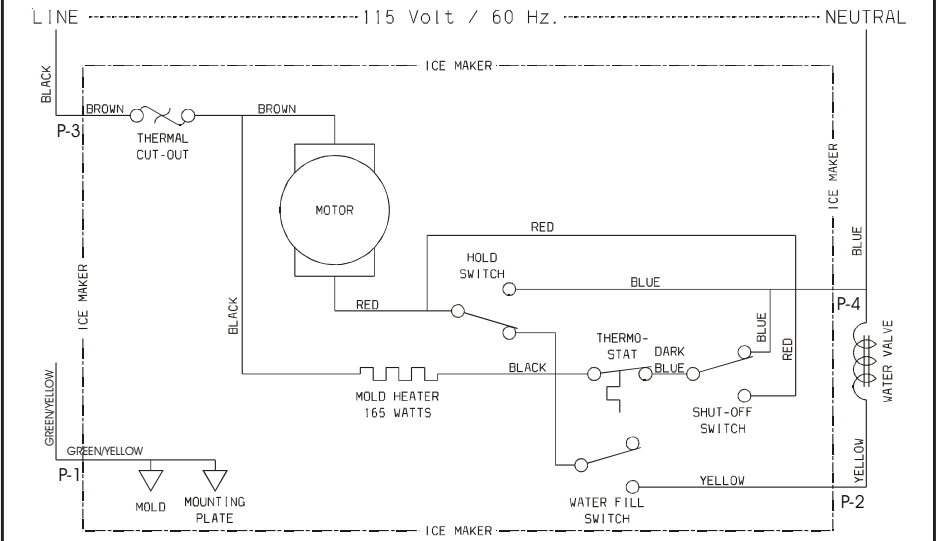 LINE 115 Volt / 60 Hz. NEUTRAL
ICE MAKER
BLACK
BROWN
BROWN
P-3
THERMAL
CUT-OUT
ICE MAKER
MOTOR
RED
HOLD
SWITCH
BLUE
BLUE
P-4
ICE MAKER
RED
BLACK
THERMO-
STAT
DARK
BLUE
BLUE
RED
WATER VALVE
BLACK
MOLD HEATER
165 WATTS
SHUT-OFF
SWITCH
GREEN/YELLOW
GREEN/YELLOW
P-1
MOLD
MOUNTING
PLATE
WATER FILL
SWITCH
YELLOW
YELLOW
P-2
ICE MAKER